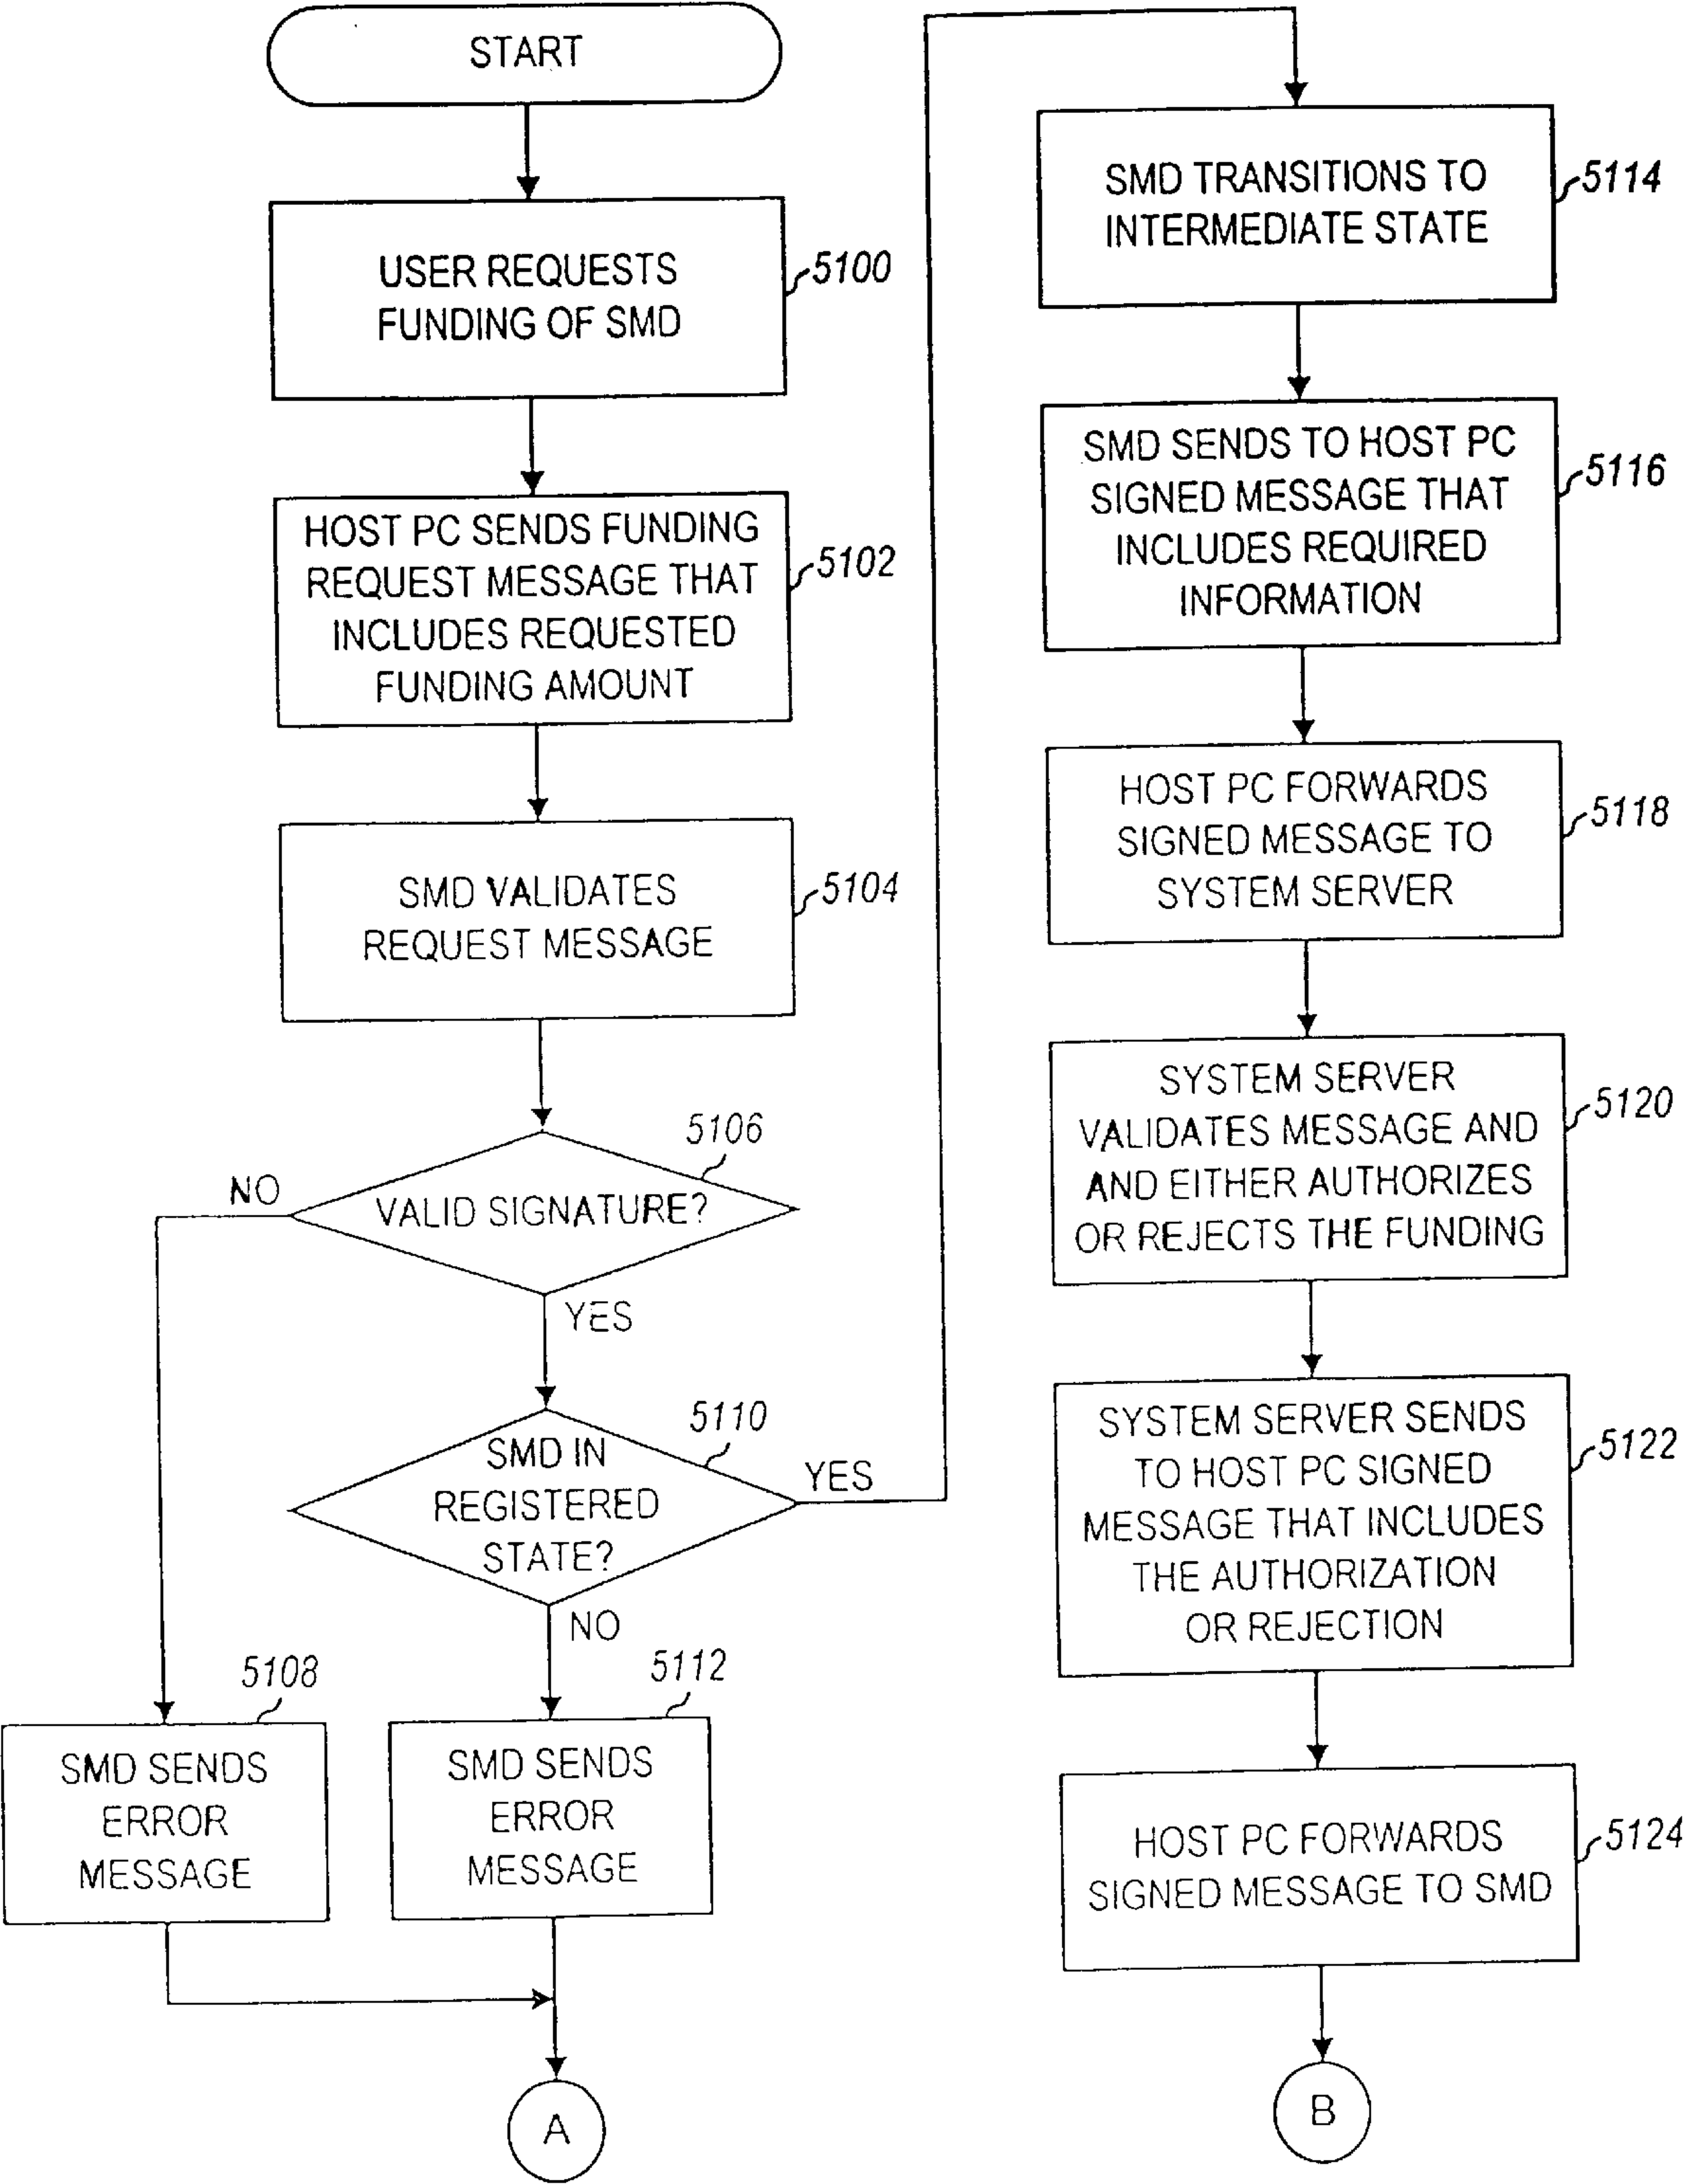 START
USER REQUESTS
FUNDING OF SMD
5100
HOST PC SENDS FUNDING
REQUEST MESSAGE THAT
INCLUDES REQUESTED
FUNDING AMOUNT
5102
SMD VALIDATES
REQUEST MESSAGE
5104
5106
VALID SIGNATURE?
NO
YES
5110
SMD IN
REGISTERED
STATE?
YES
NO
5108
SMD SENDS
ERROR
MESSAGE
5112
SMD SENDS
ERROR
MESSAGE
A
SMD TRANSITIONS TO
INTERMEDIATE STATE
5114
SMD SENDS TO HOST PC
SIGNED MESSAGE THAT
INCLUDES REQUIRED
INFORMATION
5116
HOST PC FORWARDS
SIGNED MESSAGE TO
SYSTEM SERVER
5118
SYSTEM SERVER
VALIDATES MESSAGE AND
AND EITHER AUTHORIZES
OR REJECTS THE FUNDING
5120
SYSTEM SERVER SENDS
TO HOST PC SIGNED
MESSAGE THAT INCLUDES
THE AUTHORIZATION
OR REJECTION
5122
HOST PC FORWARDS
SIGNED MESSAGE TO SMD
5124
B